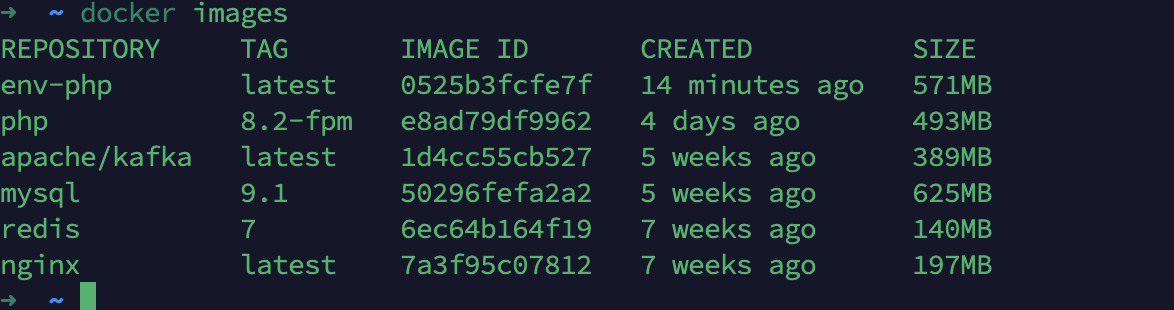 ➜  ~ docker images
REPOSITORY     TAG       IMAGE ID       CREATED          SIZE
env-php        latest    0525b3fcfe7f   14 minutes ago   571MB
php            8.2-fpm   e8ad79df9962   4 days ago       493MB
apache/kafka   latest    1d4cc55cb527   5 weeks ago      389MB
mysql          9.1       50296fefa2a2   5 weeks ago      625MB
redis          7         6ec64b164f19   7 weeks ago      140MB
nginx          latest    7a3f95c07812   7 weeks ago      197MB
➜  ~